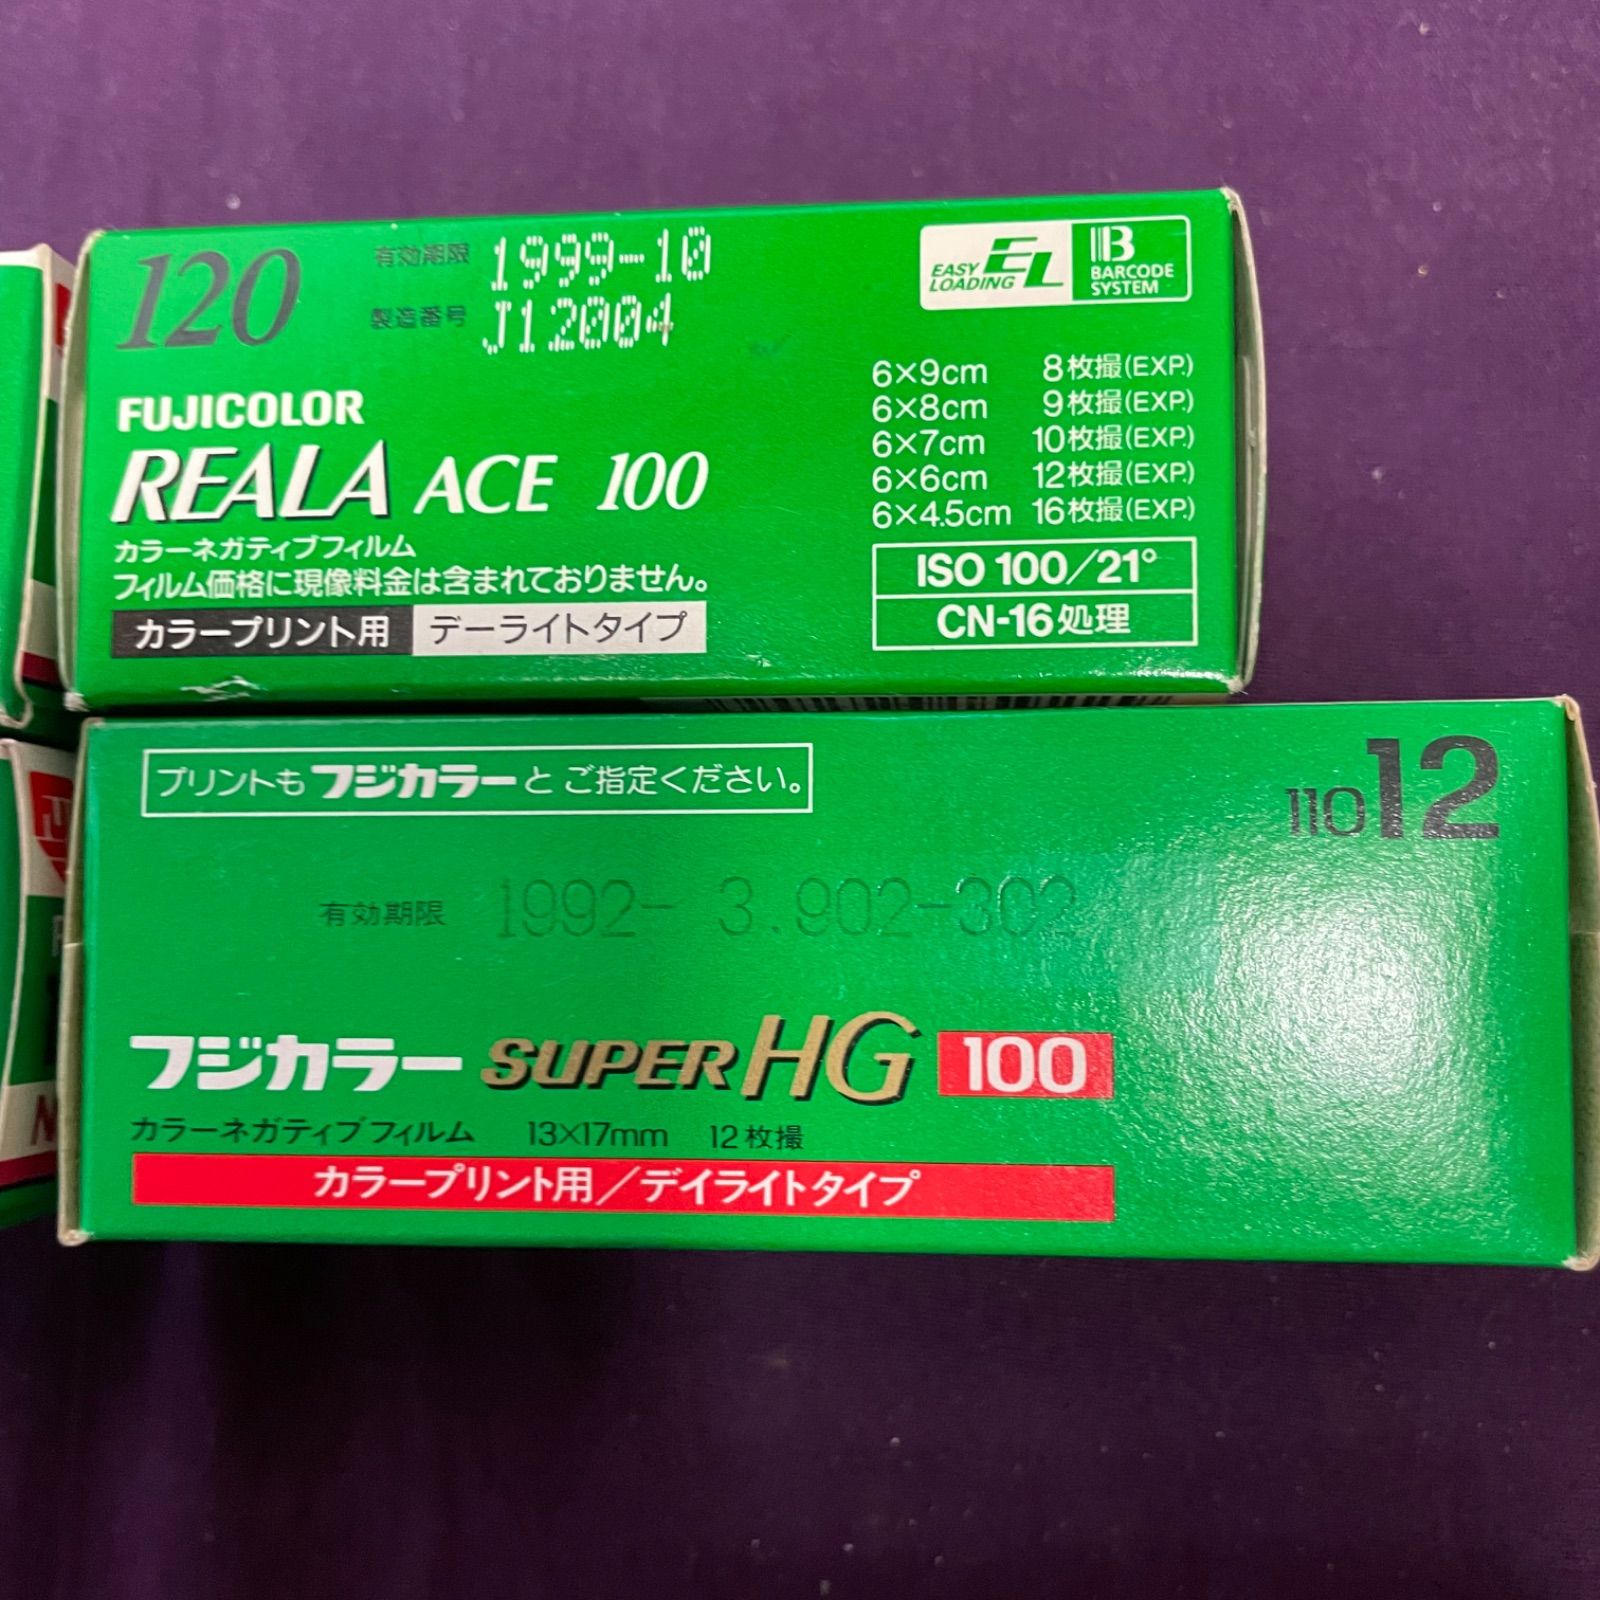 120
有効期限 1999-10
製造番号 J12004
EASY LOADING EL
B BARCODE SYSTEM
FUJICOLOR
REALA ACE 100
カラーネガティブフィルム
フィルム価格に現像料金は含まれておりません。
カラープリント用 デーライトタイプ
6×9cm 8枚撮(EXP.)
6×8cm 9枚撮(EXP.)
6×7cm 10枚撮(EXP.)
6×6cm 12枚撮(EXP.)
6×4.5cm 16枚撮(EXP.)
ISO 100/21°
CN-16処理
プリントもフジカラーとご指定ください。
110 12
有効期限 1992- 3.902-302
フジカラー SUPER HG 100
カラーネガティブフィルム 13×17mm 12枚撮
カラープリント用/デイライトタイプ